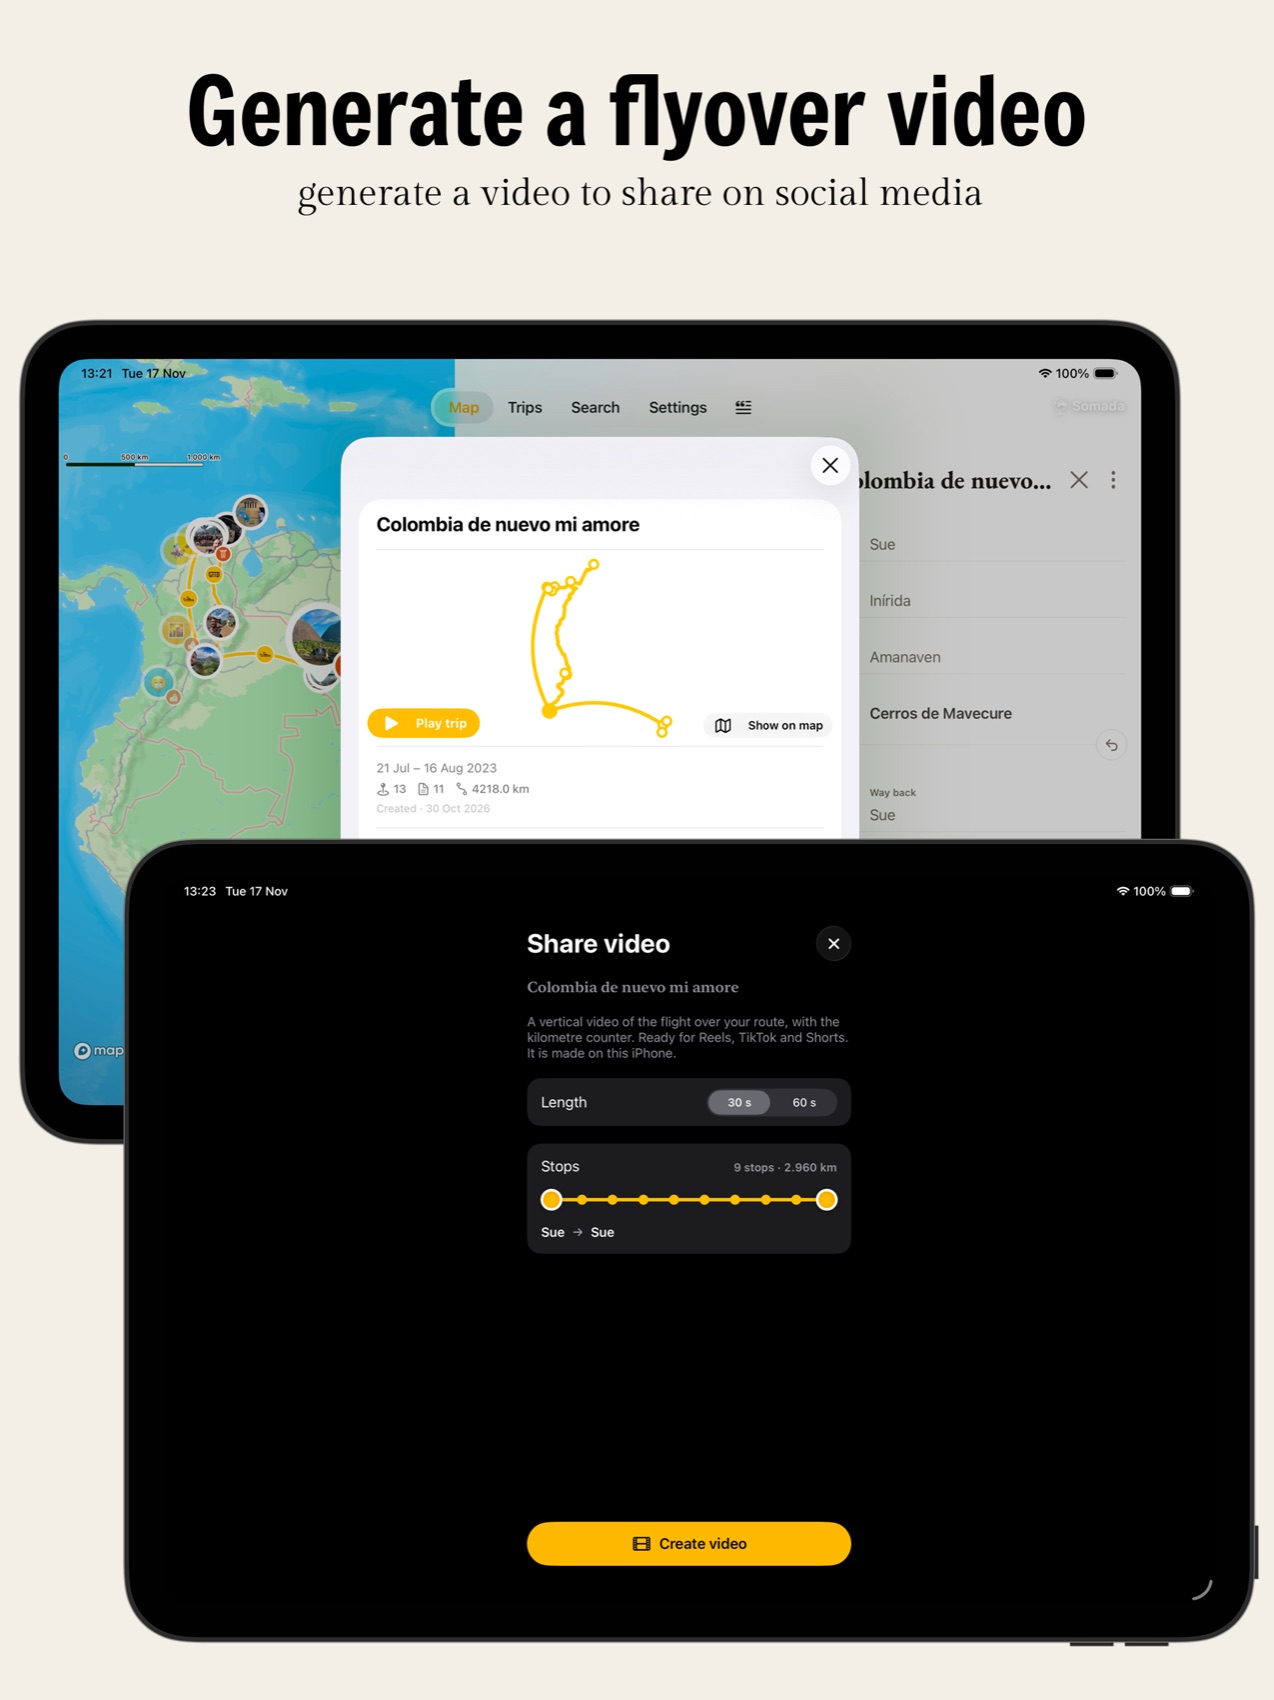 Generate a flyover video
generate a video to share on social media
13:21 Tue 17 Nov
100%
Map
Trips
Search
Settings
Somada
0 500 km 1 000 km
Colombia de nuevo mi amore
Play trip
Show on map
21 Jul – 16 Aug 2023
13 11 4218.0 km
Created · 30 Oct 2026
olombia de nuevo...
Sue
Inírida
Amanaven
Cerros de Mavecure
Way back
Sue
map
13:23 Tue 17 Nov
100%
Share video
Colombia de nuevo mi amore
A vertical video of the flight over your route, with the
kilometre counter. Ready for Reels, TikTok and Shorts.
It is made on this iPhone.
Length
30 s
60 s
Stops
9 stops · 2.960 km
Sue → Sue
Create video